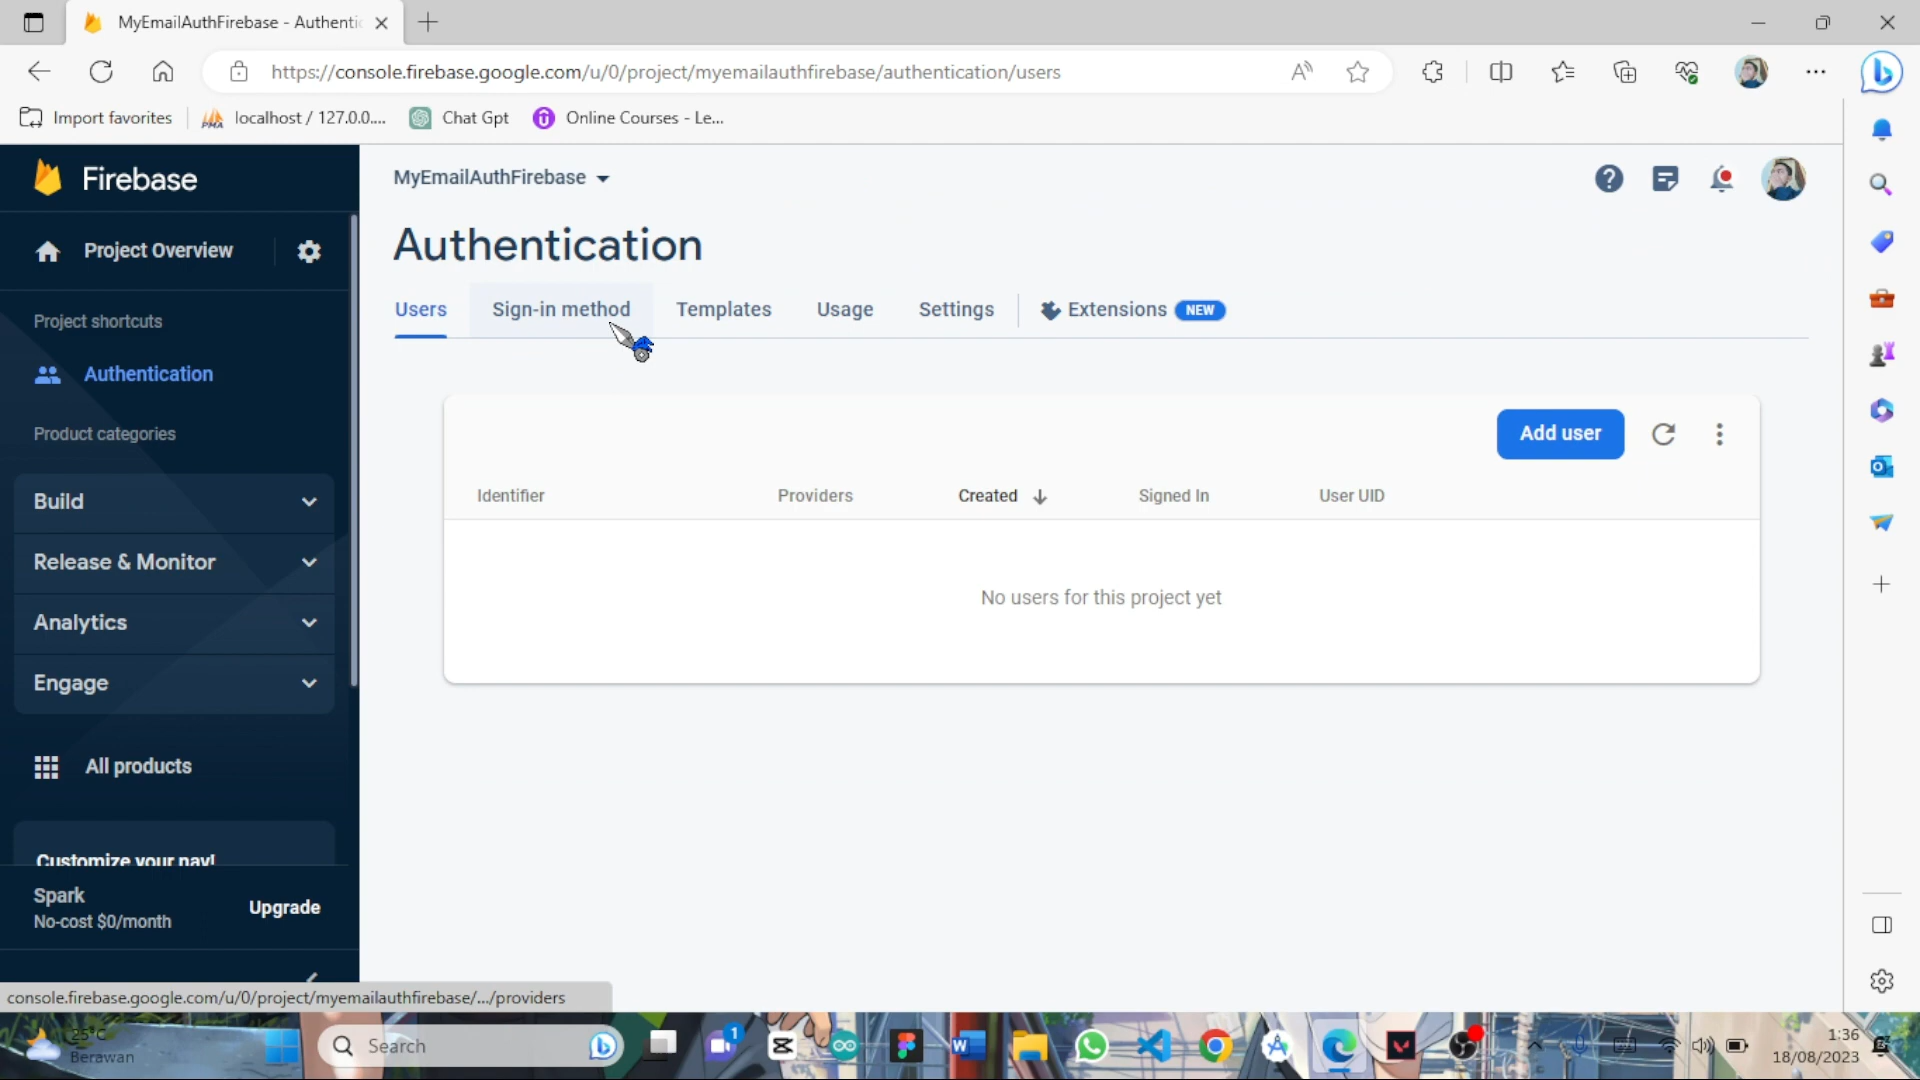 MyEmailAuthFirebase - Authentic
https://console.firebase.google.com/u/0/project/myemailauthfirebase/authentication/users
Import favorites
localhost / 127.0.0....
Chat Gpt
Online Courses - Le...
Firebase
MyEmailAuthFirebase
Project Overview
Authentication
Users
Sign-in method
Templates
Usage
Settings
Extensions
NEW
Project shortcuts
Authentication
Product categories
Build
Release & Monitor
Analytics
Engage
All products
Customize your nav!
Spark
No-cost $0/month
Upgrade
Add user
Identifier
Providers
Created
Signed In
User UID
No users for this project yet
console.firebase.google.com/u/0/project/myemailauthfirebase/.../providers
25°C
Berawan
Search
1
1:36
18/08/2023